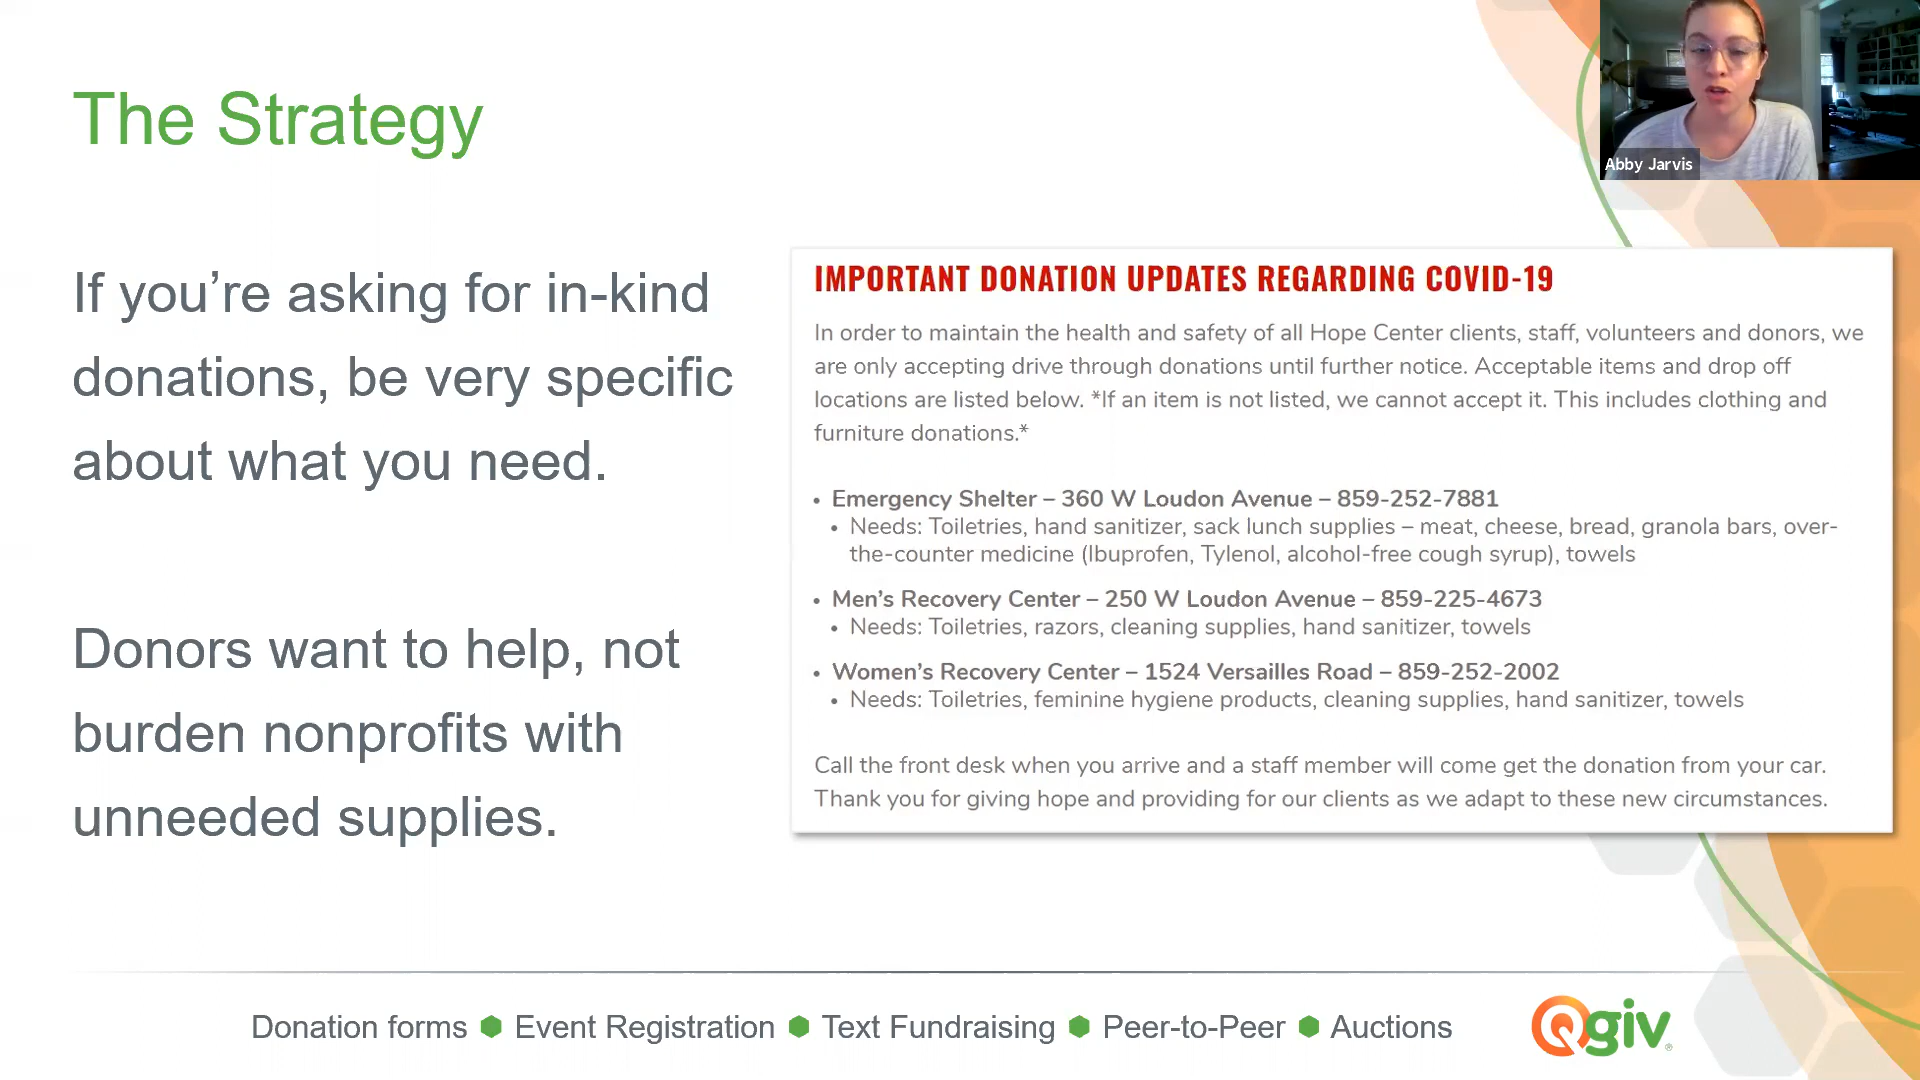 The Strategy
Abby Jarvis
If you’re asking for in-kind
donations, be very specific
about what you need.
Donors want to help, not
burden nonprofits with
unneeded supplies.
IMPORTANT DONATION UPDATES REGARDING COVID-19
In order to maintain the health and safety of all Hope Center clients, staff, volunteers and donors, we
are only accepting drive through donations until further notice. Acceptable items and drop off
locations are listed below. *If an item is not listed, we cannot accept it. This includes clothing and
furniture donations.*
• Emergency Shelter – 360 W Loudon Avenue – 859-252-7881
• Needs: Toiletries, hand sanitizer, sack lunch supplies – meat, cheese, bread, granola bars, over-
the-counter medicine (Ibuprofen, Tylenol, alcohol-free cough syrup), towels
• Men’s Recovery Center – 250 W Loudon Avenue – 859-225-4673
• Needs: Toiletries, razors, cleaning supplies, hand sanitizer, towels
• Women’s Recovery Center – 1524 Versailles Road – 859-252-2002
• Needs: Toiletries, feminine hygiene products, cleaning supplies, hand sanitizer, towels
Call the front desk when you arrive and a staff member will come get the donation from your car.
Thank you for giving hope and providing for our clients as we adapt to these new circumstances.
Donation forms ⬢ Event Registration ⬢ Text Fundraising ⬢ Peer-to-Peer ⬢ Auctions
Qgiv®